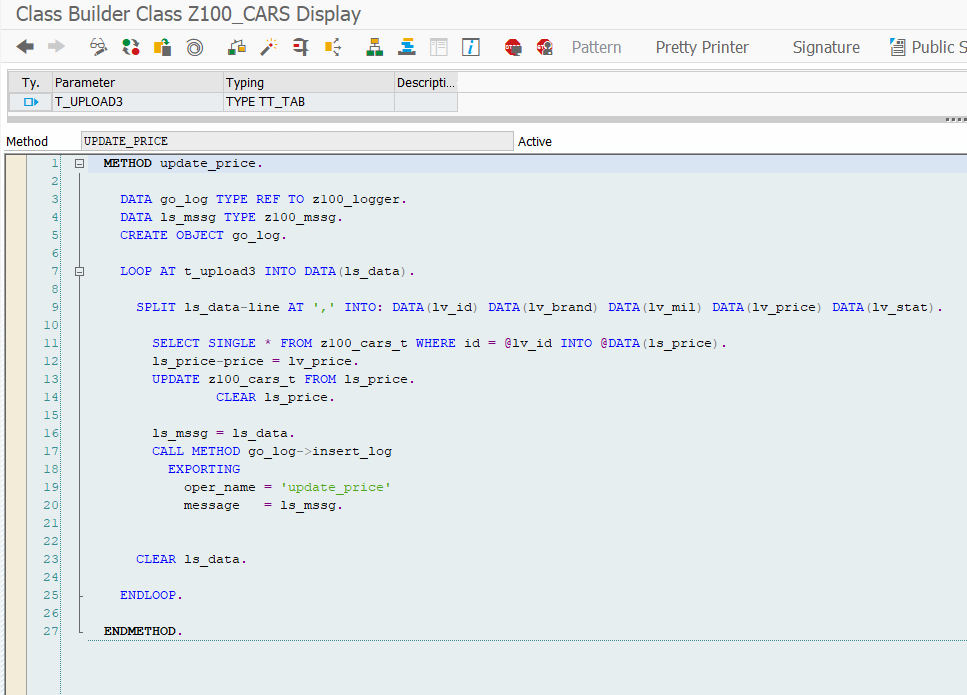 Class Builder Class Z100_CARS Display
Pattern Pretty Printer Signature Public S
Ty. Parameter Typing Descripti...
T_UPLOAD3 TYPE TT_TAB
Method UPDATE_PRICE Active
1 METHOD update_price.
2
3 DATA go_log TYPE REF TO z100_logger.
4 DATA ls_mssg TYPE z100_mssg.
5 CREATE OBJECT go_log.
6
7 LOOP AT t_upload3 INTO DATA(ls_data).
8
9 SPLIT ls_data-line AT ',' INTO: DATA(lv_id) DATA(lv_brand) DATA(lv_mil) DATA(lv_price) DATA(lv_stat).
10
11 SELECT SINGLE * FROM z100_cars_t WHERE id = @lv_id INTO @DATA(ls_price).
12 ls_price-price = lv_price.
13 UPDATE z100_cars_t FROM ls_price.
14 CLEAR ls_price.
15
16 ls_mssg = ls_data.
17 CALL METHOD go_log->insert_log
18 EXPORTING
19 oper_name = 'update_price'
20 message = ls_mssg.
21
22
23 CLEAR ls_data.
24
25 ENDLOOP.
26
27 ENDMETHOD.